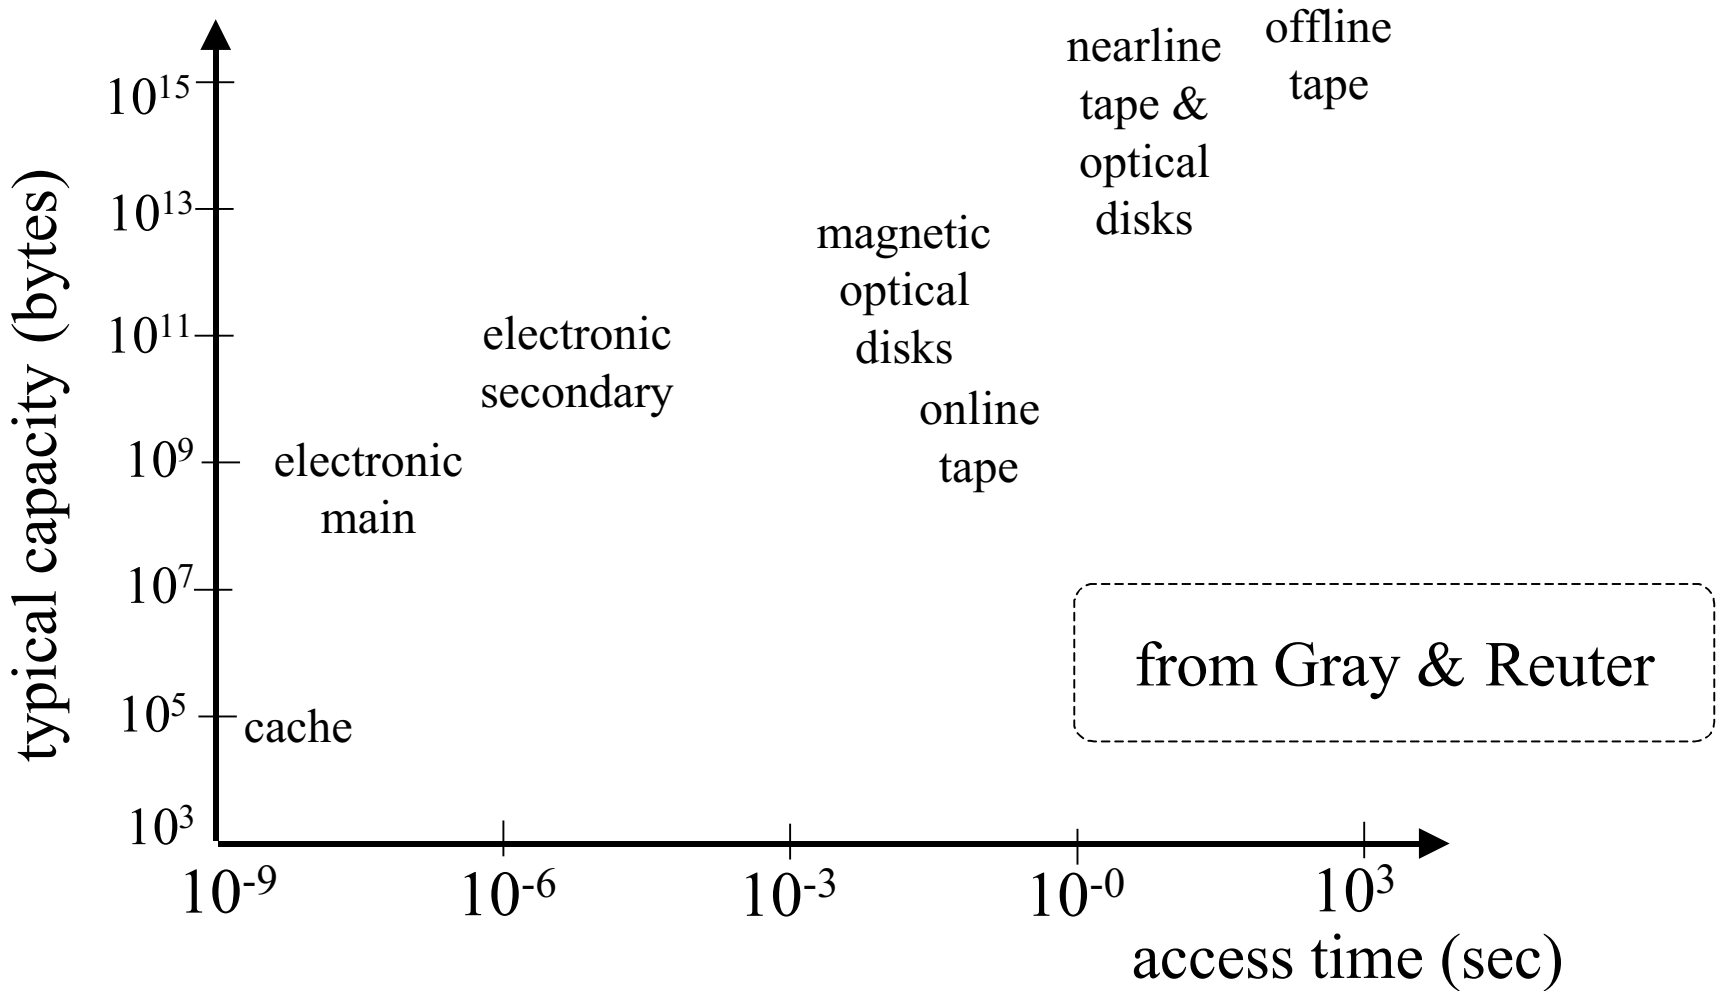 offline
tape
nearline
tape &
optical
disks
10^15
10^13
magnetic
optical
disks
10^11
electronic
secondary
online
tape
10^9
electronic
main
10^7
from Gray & Reuter
10^5
cache
10^3
typical capacity (bytes)
10^-9 10^-6 10^-3 10^-0 10^3
access time (sec)